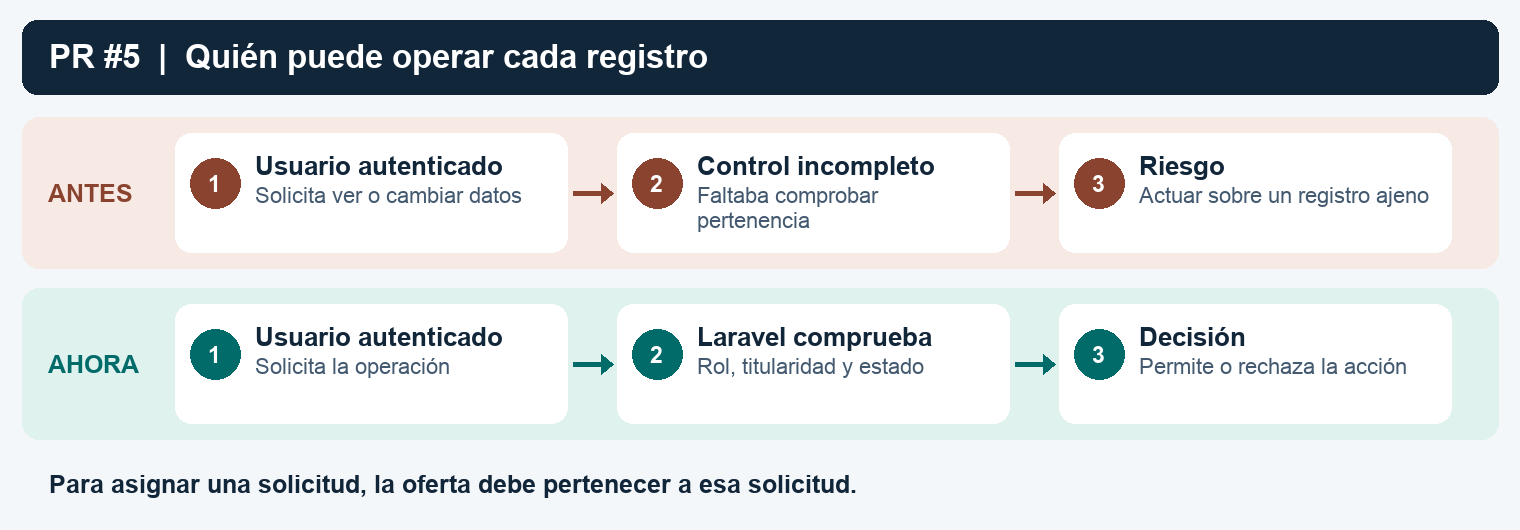 PR #5 | Quién puede operar cada registro
ANTES
1
Usuario autenticado
Solicita ver o cambiar datos
2
Control incompleto
Faltaba comprobar
pertenencia
3
Riesgo
Actuar sobre un registro ajeno
AHORA
1
Usuario autenticado
Solicita la operación
2
Laravel comprueba
Rol, titularidad y estado
3
Decisión
Permite o rechaza la acción
Para asignar una solicitud, la oferta debe pertenecer a esa solicitud.